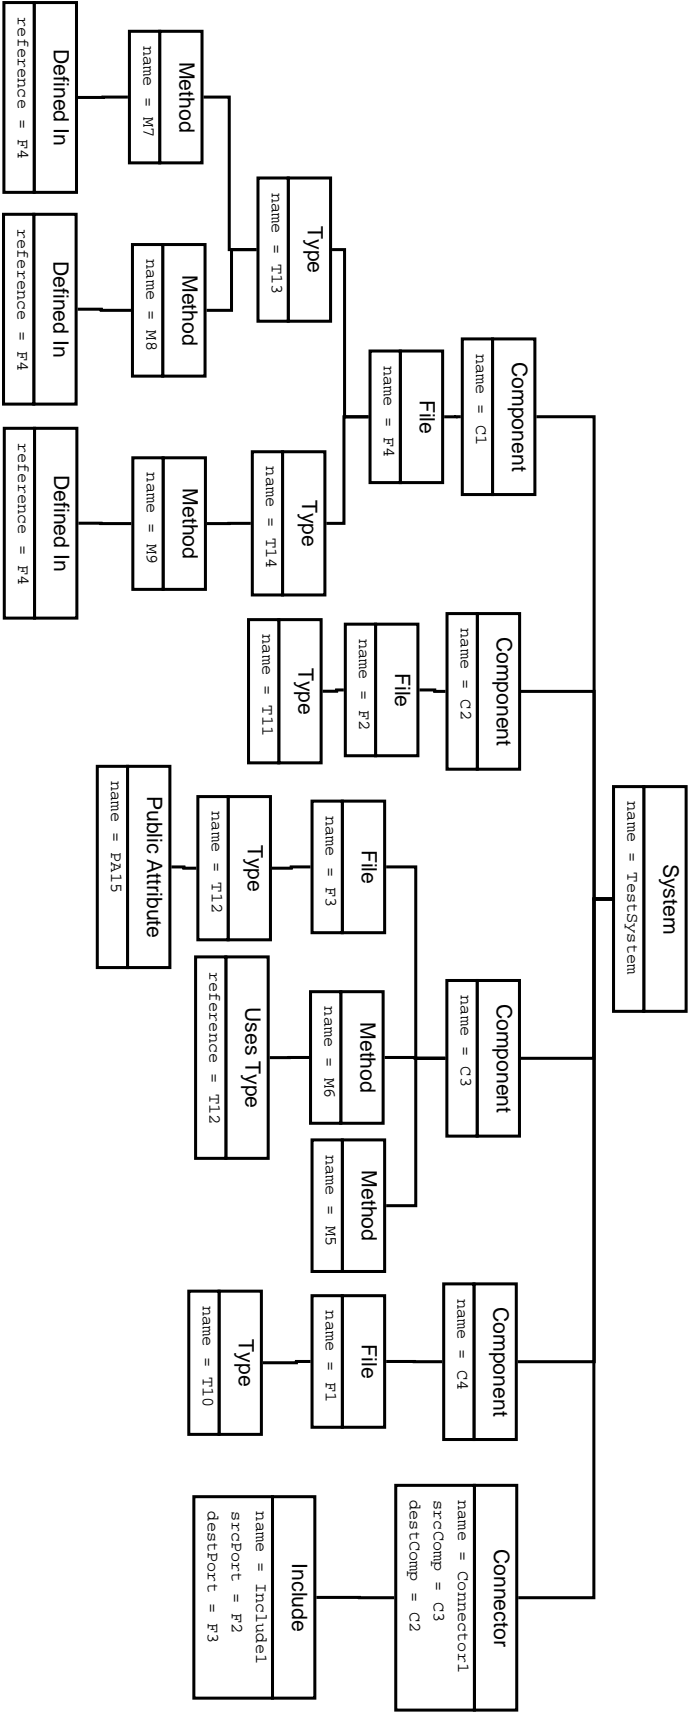 System
name = TestSystem
Component
name = C1
Component
name = C2
Component
name = C3
Component
name = C4
Connector
name = Connector1
srcComp = C3
destComp = C2
File
name = F4
File
name = F2
File
name = F3
Method
name = M6
Method
name = M5
File
name = F1
Include
name = Include1
srcPort = F2
destPort = F3
Type
name = T13
Type
name = T14
Type
name = T11
Type
name = T12
Uses Type
reference = T12
Type
name = T10
Method
name = M7
Method
name = M8
Method
name = M9
Public Attribute
name = PA15
Defined In
reference = F4
Defined In
reference = F4
Defined In
reference = F4